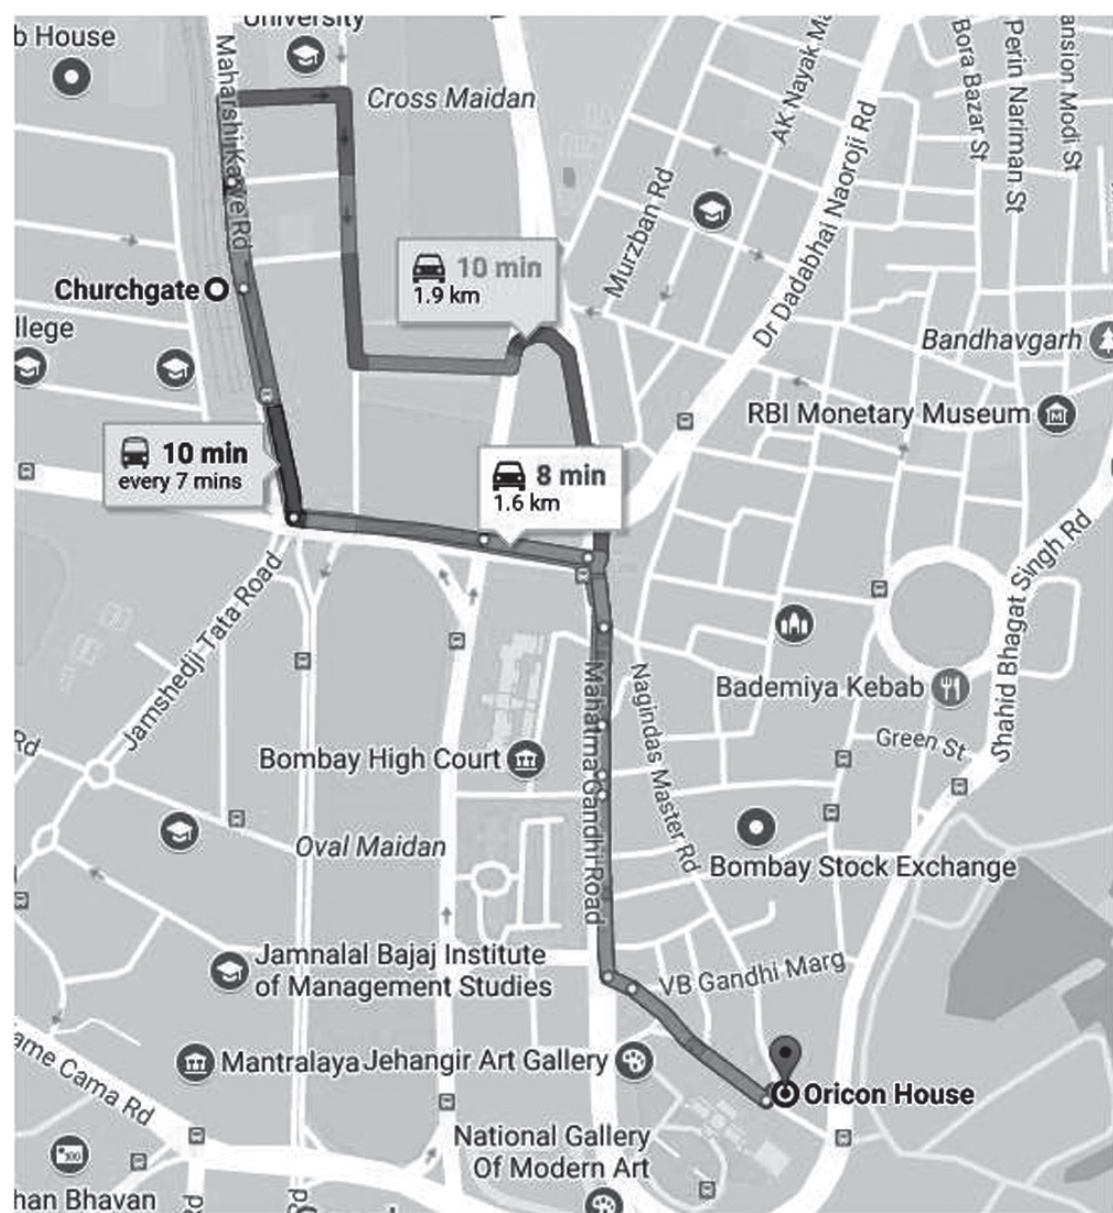 University
b House
Maharshi Karve Rd
Cross Maidan
AK Nayak Ma
Bora Bazar St
Perin Nariman St
ansion Modi St
Dr Dadabhai Naoroji Rd
Murzban Rd
10 min
1.9 km
Churchgate
llege
Bandhavgarh
RBI Monetary Museum
10 min
every 7 mins
8 min
1.6 km
Shahid Bhagat Singh Rd
Jamshedji Tata Road
Mahatma Gandhi Road
Nagindas Master Rd
Bademiya Kebab
Green St
Rd
Bombay High Court
Oval Maidan
Bombay Stock Exchange
Jamnalal Bajaj Institute
of Management Studies
VB Gandhi Marg
ame Cama Rd
Mantralaya
Jehangir Art Gallery
Oricon House
National Gallery
Of Modern Art
han Bhavan